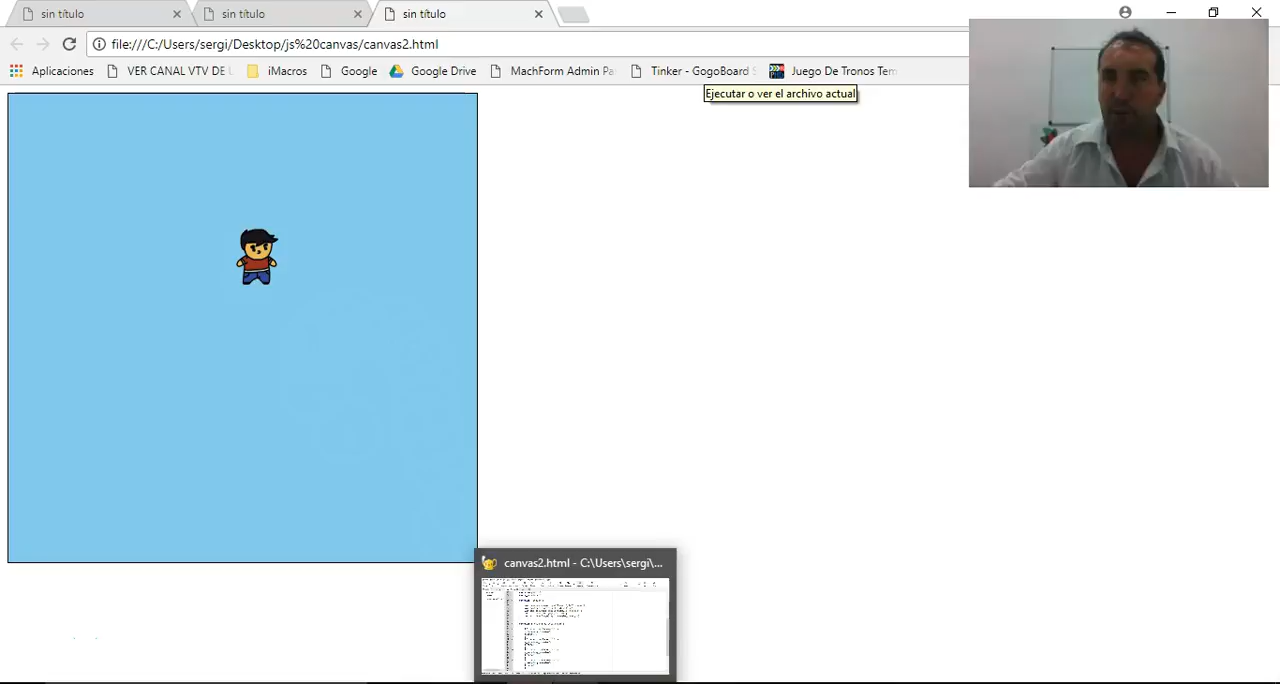 sin título
sin título
sin título
file:///C:/Users/sergi/Desktop/js%20canvas/canvas2.html
Aplicaciones VER CANAL VTV DE iMacros Google Google Drive MachForm Admin Pa Tinker - GogoBoard Juego De Tronos Tem
Ejecutar o ver el archivo actual
canvas2.html - C:\Users\sergi\...